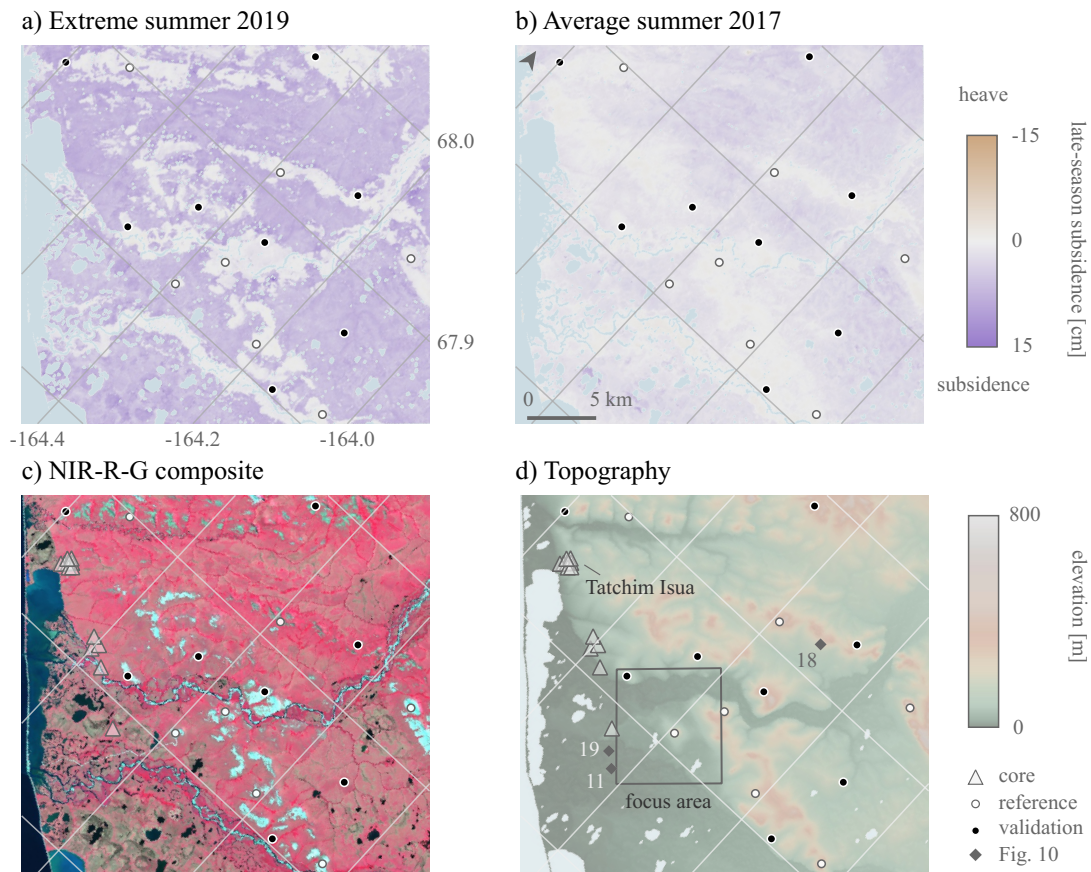 a) Extreme summer 2019
b) Average summer 2017
68.0
67.9
-164.4
-164.2
-164.0
0
5 km
heave
-15
0
15
subsidence
late-season subsidence [cm]
c) NIR-R-G composite
d) Topography
Tatchim Isua
18
19
11
focus area
800
0
elevation [m]
core
reference
validation
Fig. 10